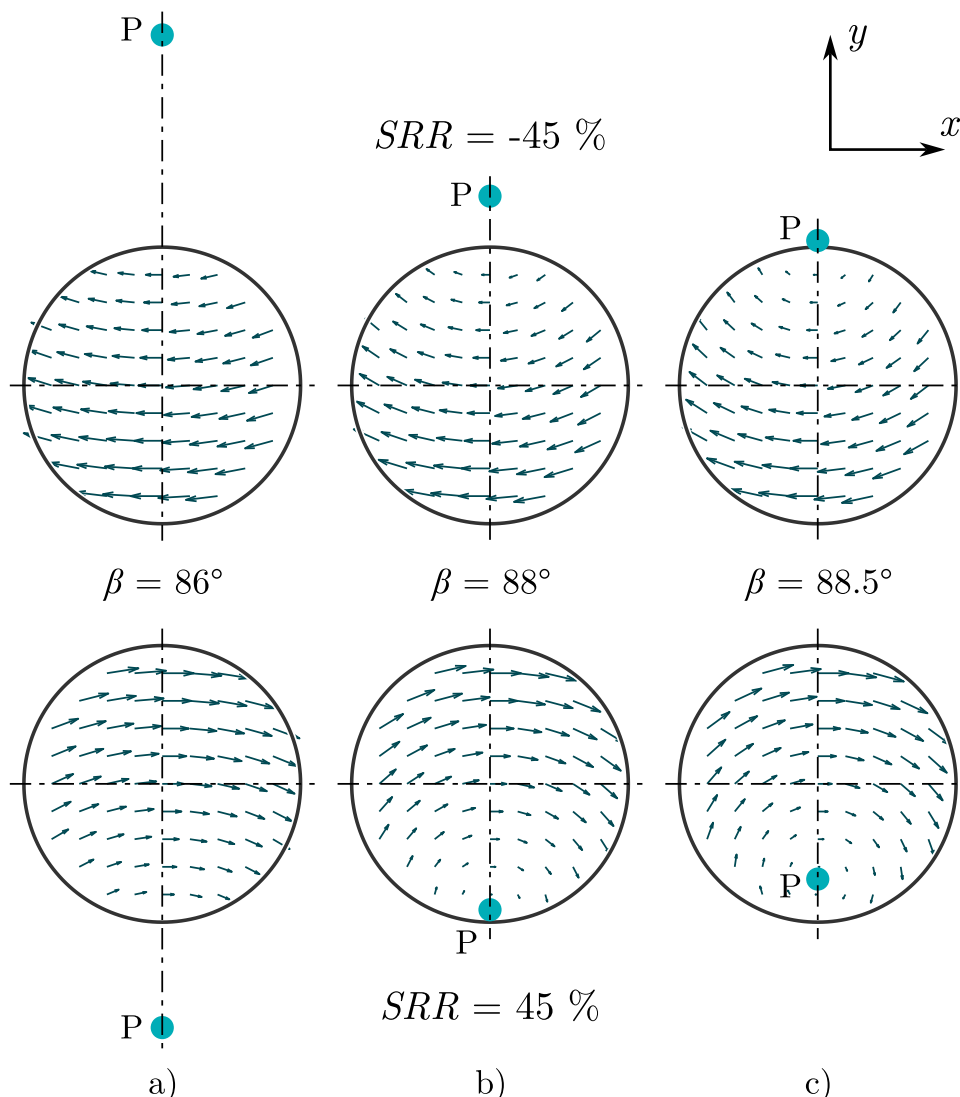 P
y
x
SRR = -45 %
P
P
β = 86°
β = 88°
β = 88.5°
P
P
P
SRR = 45 %
a)
b)
c)